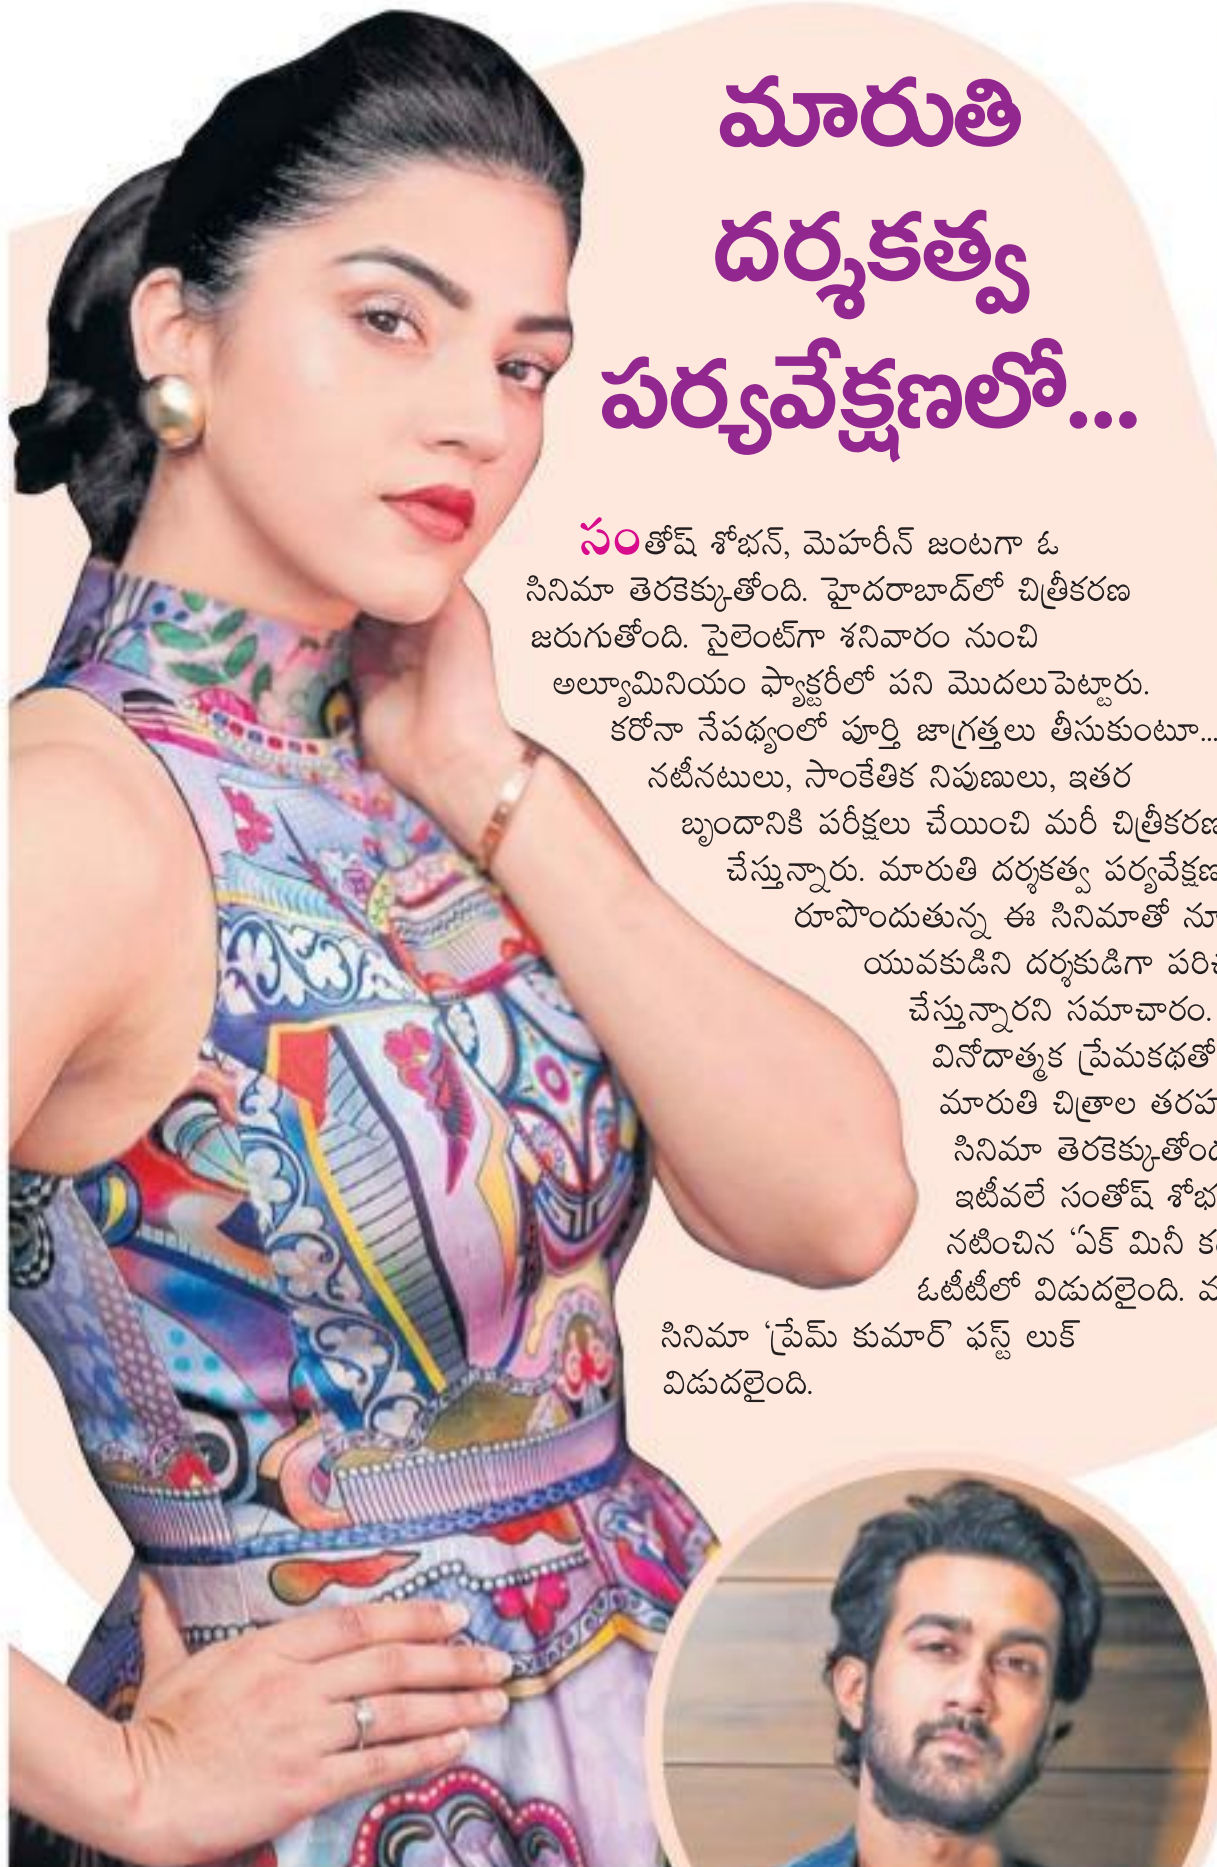 మారుతి
దర్శకత్వ
పర్యవేక్షణలో...
సంతోష్ శోభన్, మెహరీన్ జంటగా ఓ
సినిమా తెరకెక్కుతోంది. హైదరాబాద్‌లో చిత్రీకరణ
జరుగుతోంది. సైలెంట్‌గా శనివారం నుంచి
అల్యూమినియం ఫ్యాక్టరీలో పని మొదలుపెట్టారు.
కరోనా నేపథ్యంలో పూర్తి జాగ్రత్తలు తీసుకుంటూ...
నటీనటులు, సాంకేతిక నిపుణులు, ఇతర
బృందానికి పరీక్షలు చేయించి మరీ చిత్రీకరణ
చేస్తున్నారు. మారుతి దర్శకత్వ పర్యవేక్షణ
రూపొందుతున్న ఈ సినిమాతో
యువకుడిని దర్శకుడిగా
చేస్తున్నారని సమాచారం.
వినోదాత్మక ప్రేమకథతో
మారుతి చిత్రాల
సినిమా
ఇటీవలే సంతోష్
నటించిన ‘ఏక్ మినీ
ఓటీటీలో విడుదలైంది.
సినిమా ‘ప్రేమ్ కుమార్’ ఫస్ట్ లుక్
విడుదలైంది.